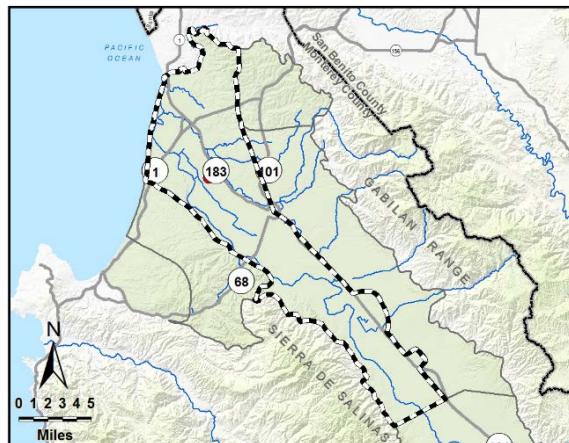 1
PACIFIC
OCEAN
156
San Benito County
Monterey County
1
183
101
GABILAN RANGE
68
SIERRA DE SALINAS
N
0 1 2 3 4 5
Miles